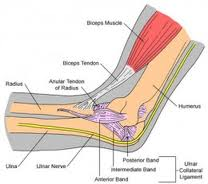 Biceps Muscle
Biceps Tendon
Anular Tendon
of Radius
Radius
Humerus
Ulna
Ulnar Nerve
Posterior Band
Intermediate Band
Anterior Band
Ulnar
Collateral
Ligament